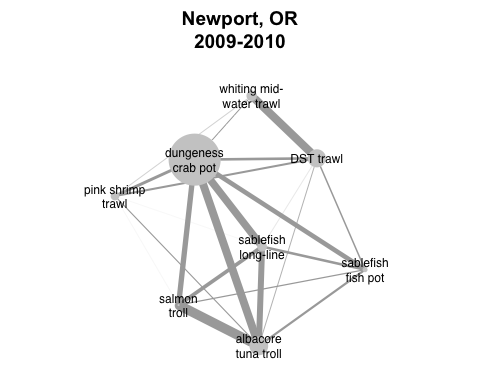 Newport, OR
2009-2010
whiting mid-
water trawl
dungeness
crab pot
DST trawl
pink shrimp
trawl
sablefish
long-line
sablefish
fish pot
salmon
troll
albacore
tuna troll